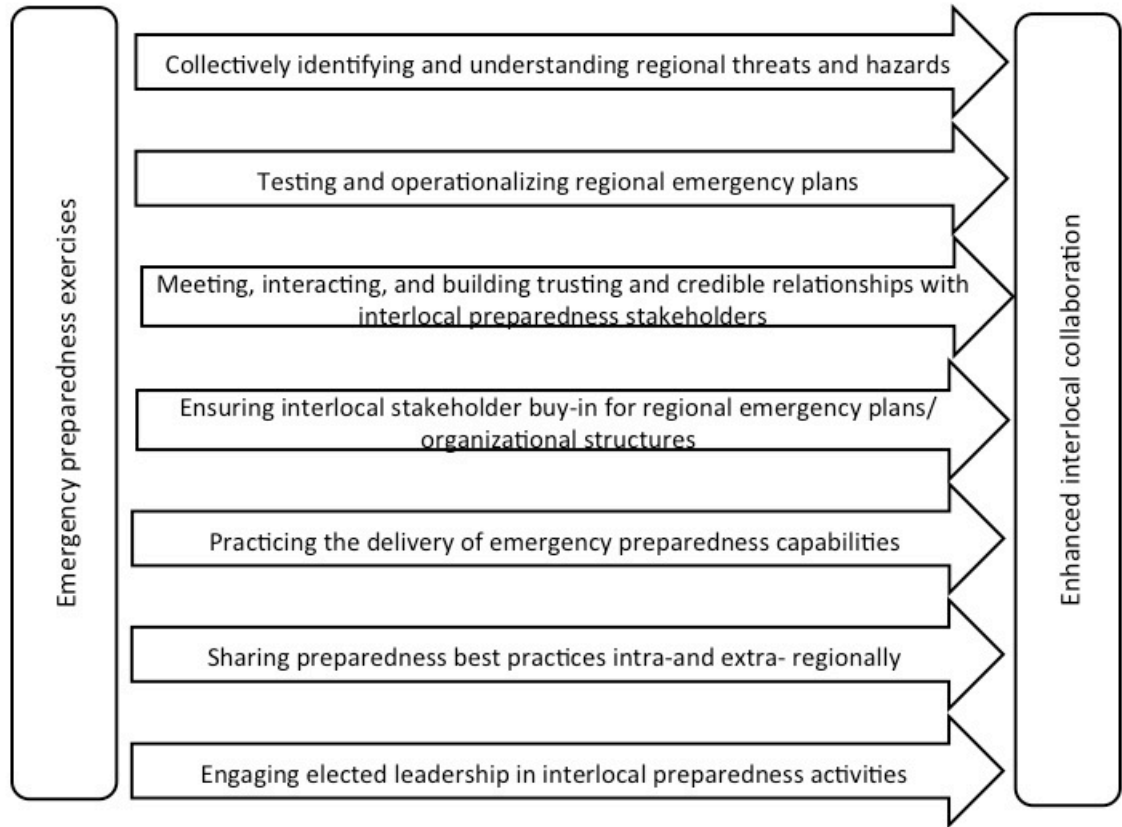 Emergency preparedness exercises
Collectively identifying and understanding regional threats and hazards
Testing and operationalizing regional emergency plans
Meeting, interacting, and building trusting and credible relationships with
interlocal preparedness stakeholders
Ensuring interlocal stakeholder buy-in for regional emergency plans/
organizational structures
Practicing the delivery of emergency preparedness capabilities
Sharing preparedness best practices intra-and extra- regionally
Engaging elected leadership in interlocal preparedness activities
Enhanced interlocal collaboration